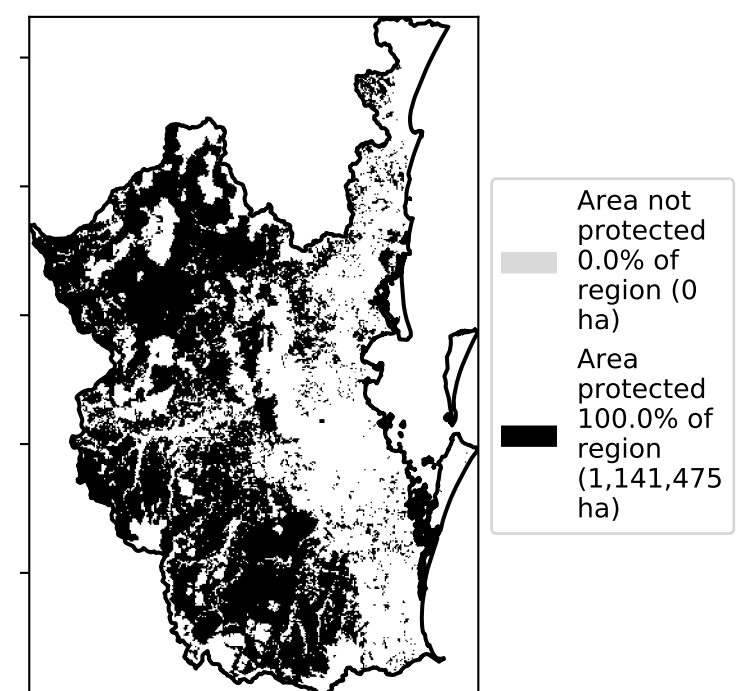 Area not
protected
0.0% of
region (0
ha)
Area
protected
100.0% of
region
(1,141,475
ha)